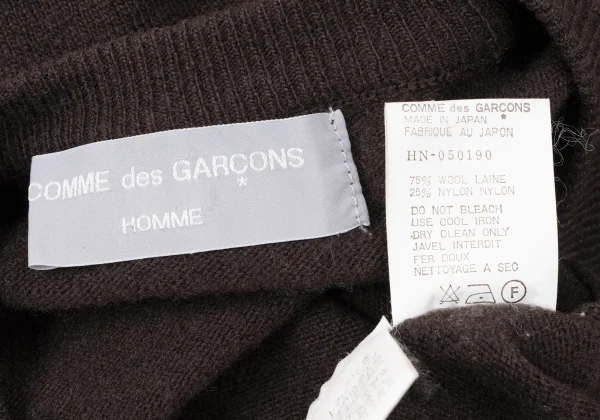 COMME des GARÇONS
*
HOMME
COMME des GARÇONS
*
MADE IN JAPAN
FABRIQUE AU JAPON
HN-050190
75% WOOL LAINE
25% NYLON NYLON
DO NOT BLEACH
USE COOL IRON
DRY CLEAN ONLY
JAVEL INTERDIT
FER DOUX
NETTOYAGE A SEC
F